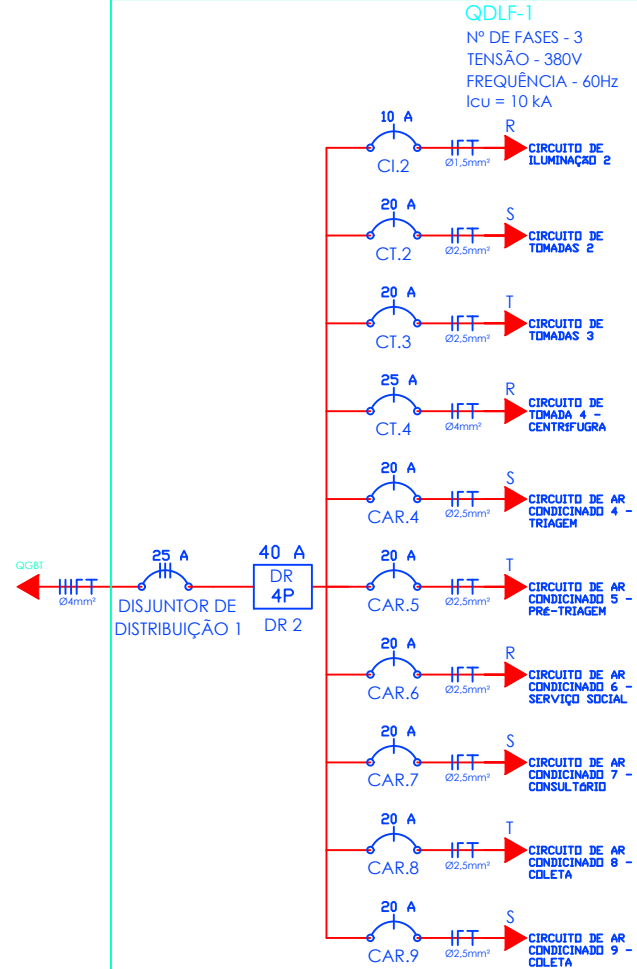 QDLF-1
Nº DE FASES - 3
TENSÃO - 380V
FREQUÊNCIA - 60Hz
Icu = 10 kA
10 A
CI.2
Ø1,5mm²
R
CIRCUITO DE
ILUMINAÇÃO 2
20 A
CT.2
Ø2,5mm²
S
CIRCUITO DE
TOMADAS 2
20 A
CT.3
Ø2,5mm²
T
CIRCUITO DE
TOMADAS 3
25 A
CT.4
Ø4mm²
R
CIRCUITO DE
TOMADA 4 -
CENTRÍFUGRA
20 A
CAR.4
Ø2,5mm²
S
CIRCUITO DE AR
CONDICINADO 4 -
TRIAGEM
QGBT
Ø4mm²
25 A
DISJUNTOR DE
DISTRIBUIÇÃO 1
40 A
DR
4P
DR 2
20 A
CAR.5
Ø2,5mm²
T
CIRCUITO DE AR
CONDICINADO 5 -
PRÉ-TRIAGEM
20 A
CAR.6
Ø2,5mm²
R
CIRCUITO DE AR
CONDICINADO 6 -
SERVIÇO SOCIAL
20 A
CAR.7
Ø2,5mm²
S
CIRCUITO DE AR
CONDICINADO 7 -
CONSULTÓRIO
20 A
CAR.8
Ø2,5mm²
T
CIRCUITO DE AR
CONDICINADO 8 -
COLETA
20 A
CAR.9
Ø2,5mm²
S
CIRCUITO DE AR
CONDICINADO 9 -
COLETA